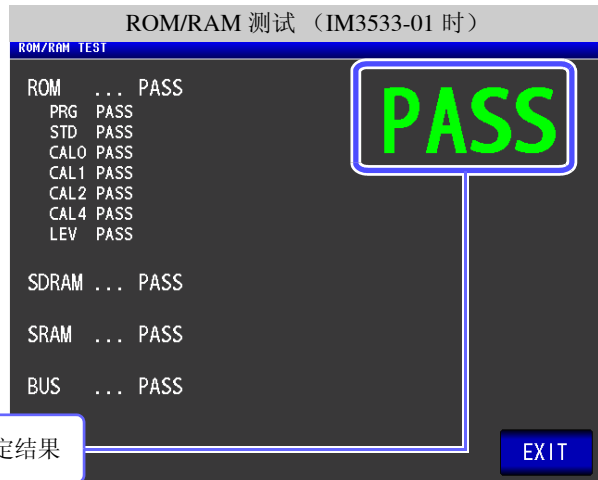 ROM/RAM 测试 （IM3533-01 时）
ROM/RAM TEST
ROM ... PASS
PRG PASS
STD PASS
CAL0 PASS
CAL1 PASS
CAL2 PASS
CAL4 PASS
LEV PASS
SDRAM ... PASS
SRAM ... PASS
BUS ... PASS
PASS
定结果
EXIT